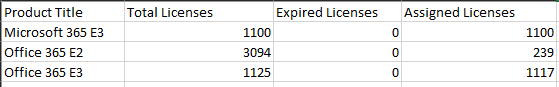 Product Title Total Licenses Expired Licenses Assigned Licenses
Microsoft 365 E3 1100 0 1100
Office 365 E2 3094 0 239
Office 365 E3 1125 0 1117